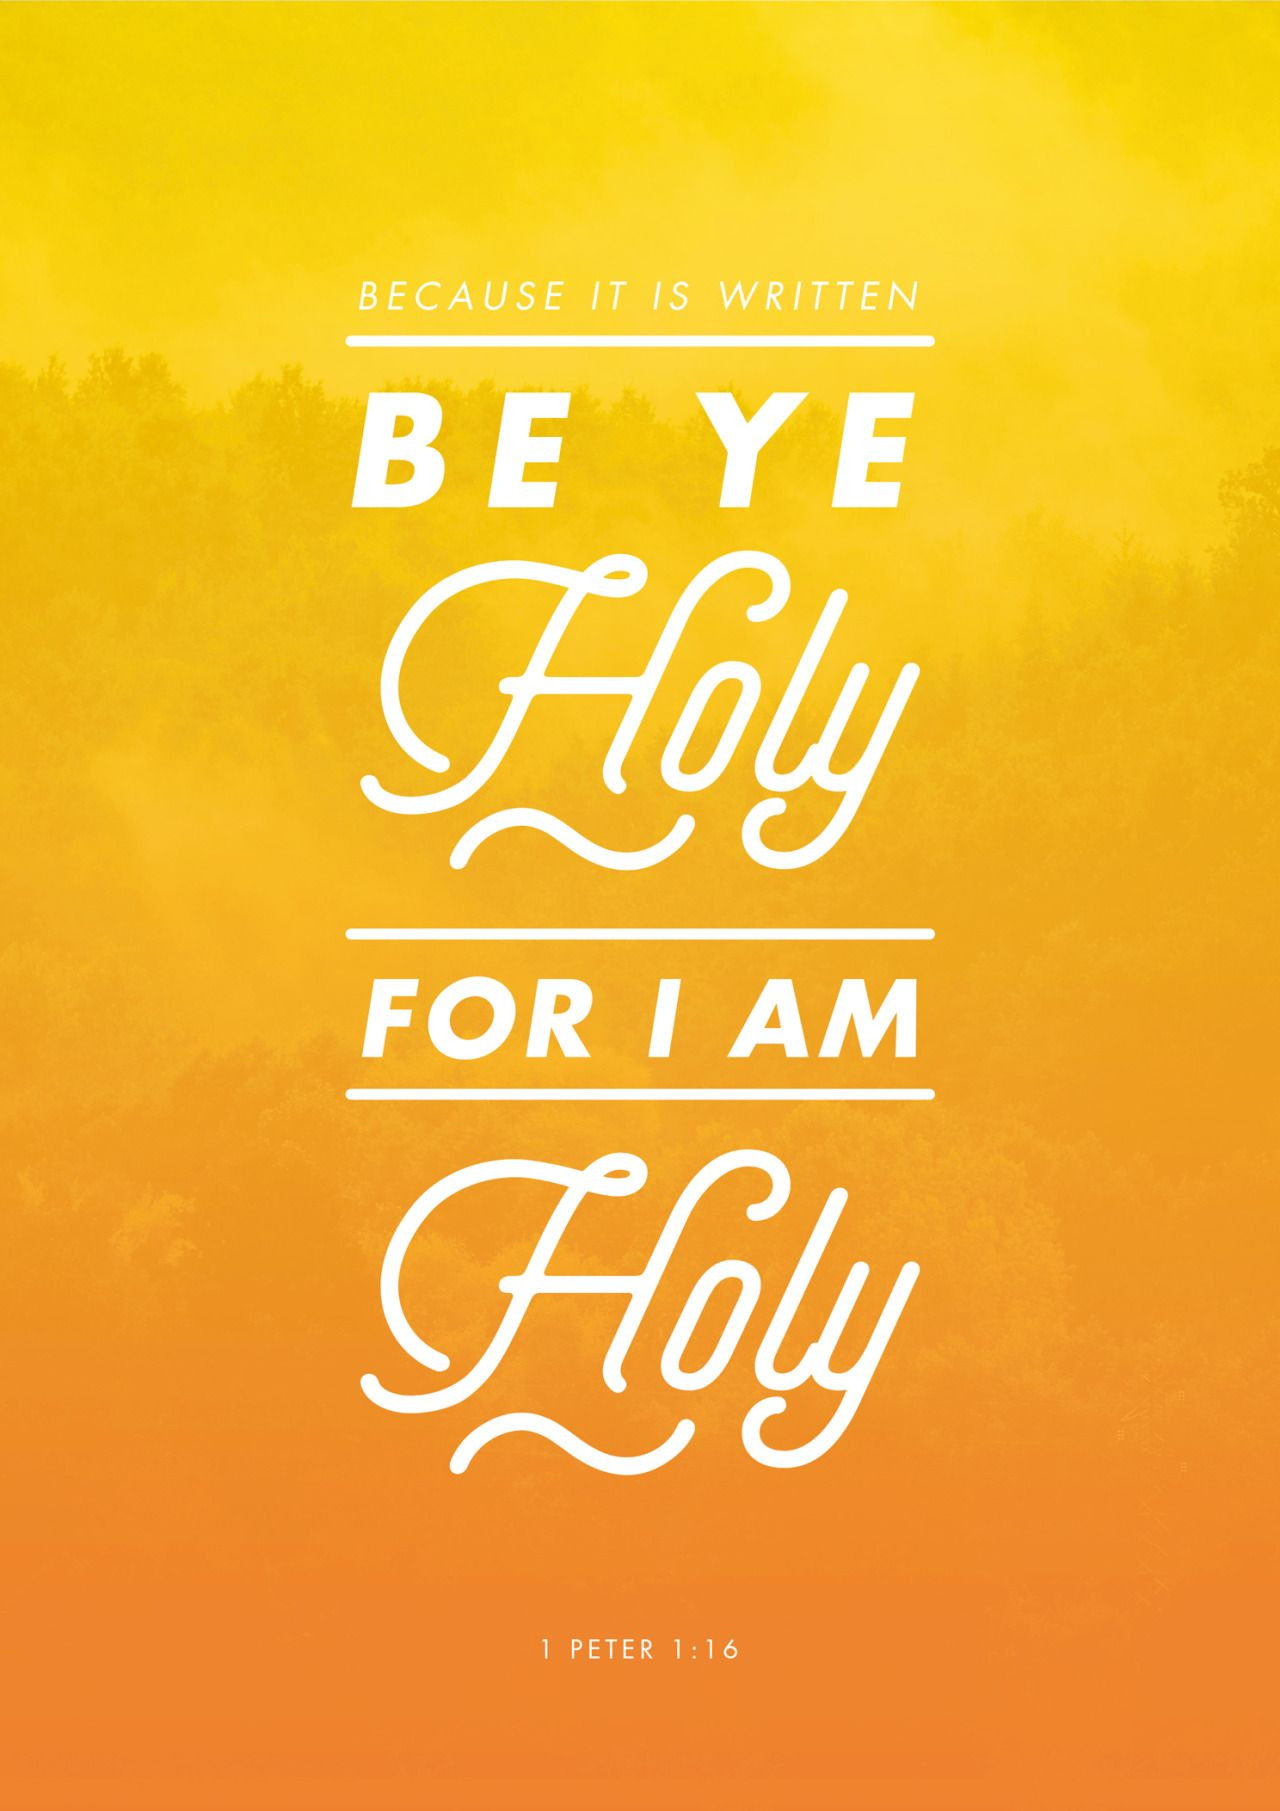 BECAUSE IT IS WRITTEN
BE YE
Holy
FOR I AM
Holy
1 PETER 1:16